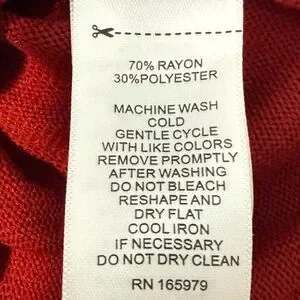 70% RAYON
30%POLYESTER
MACHINE WASH
COLD
GENTLE CYCLE
WITH LIKE COLORS
REMOVE PROMPTLY
AFTER WASHING
DO NOT BLEACH
RESHAPE AND
DRY FLAT
COOL IRON
IF NECESSARY
DO NOT DRY CLEAN
RN 165979